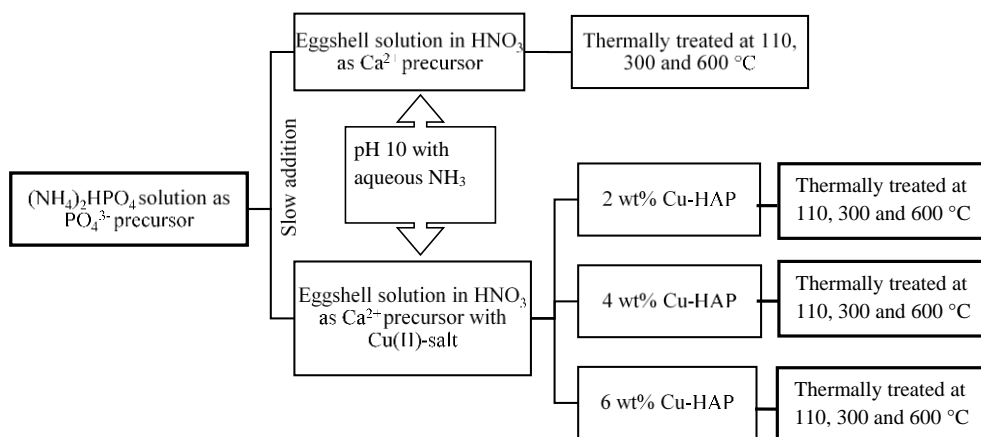 Eggshell solution in HNO₃
as Ca²⁺ precursor
Thermally treated at 110,
300 and 600 °C
Slow addition
pH 10 with
aqueous NH₃
(NH₄)₂HPO₄ solution as
PO₄³⁻ precursor
Eggshell solution in HNO₃
as Ca²⁺ precursor with
Cu(II)-salt
2 wt% Cu-HAP
Thermally treated at
110, 300 and 600 °C
4 wt% Cu-HAP
Thermally treated at
110, 300 and 600 °C
6 wt% Cu-HAP
Thermally treated at
110, 300 and 600 °C